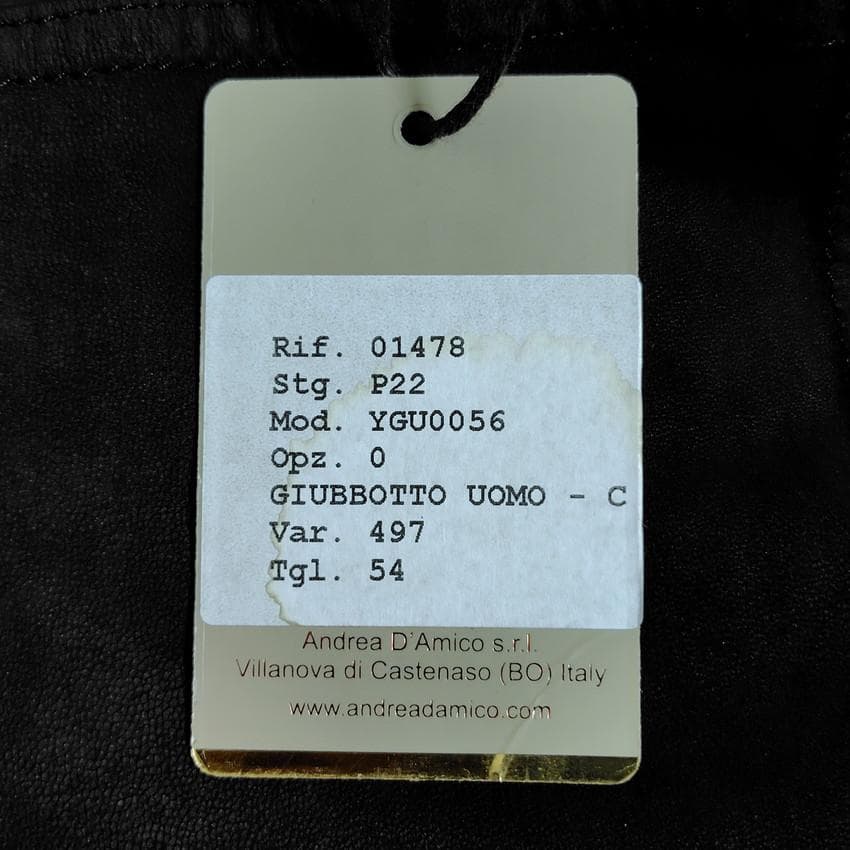 Rif. 01478
Stg. P22
Mod. YGU0056
Opz. 0
GIUBBOTTO UOMO - C
Var. 497
Tgl. 54
Andrea D'Amico s.r.l.
Villanova di Castenaso (BO) Italy
www.andreadamico.com